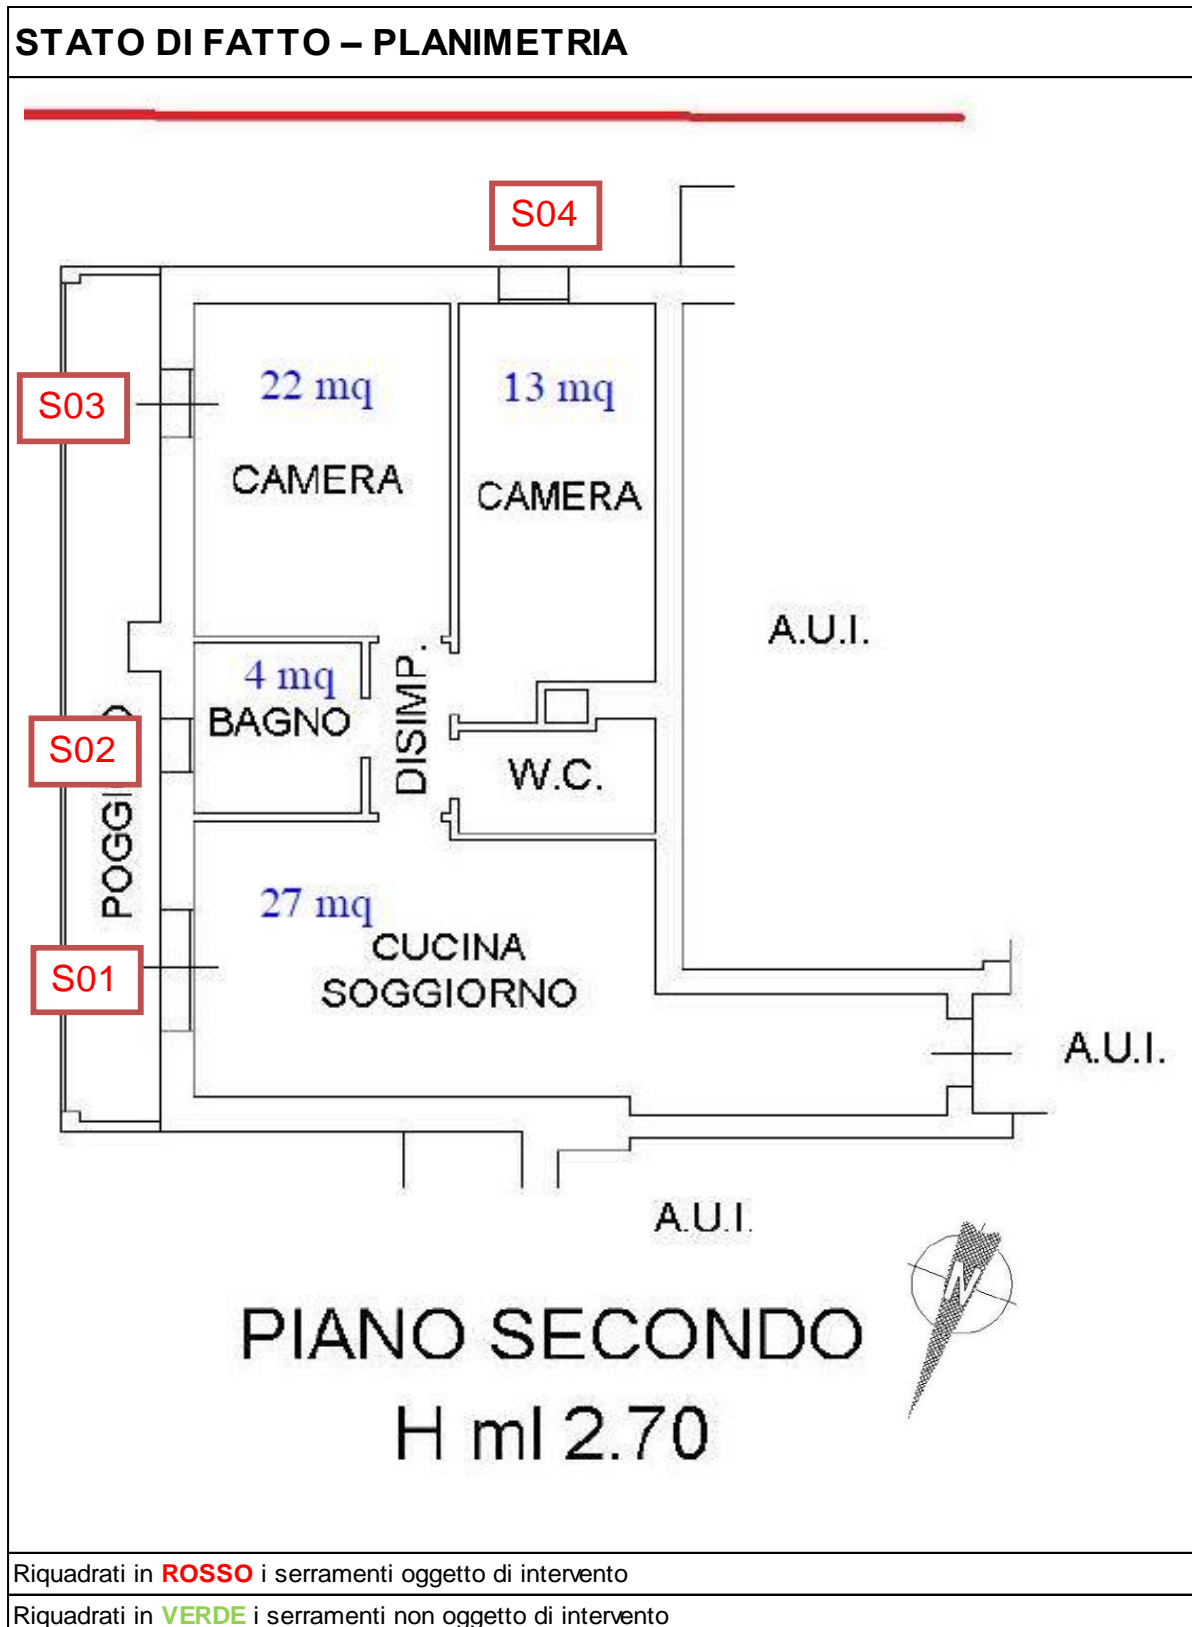 STATO DI FATTO – PLANIMETRIA
S04
S03
22 mq
13 mq
CAMERA
CAMERA
A.U.I.
4 mq
BAGNO
DISIMP.
S02
W.C.
POGGI O
27 mq
CUCINA
SOGGIORNO
S01
A.U.I.
A.U.I.
N
PIANO SECONDO
H ml 2.70
Riquadrati in ROSSO i serramenti oggetto di intervento
Riquadrati in VERDE i serramenti non oggetto di intervento